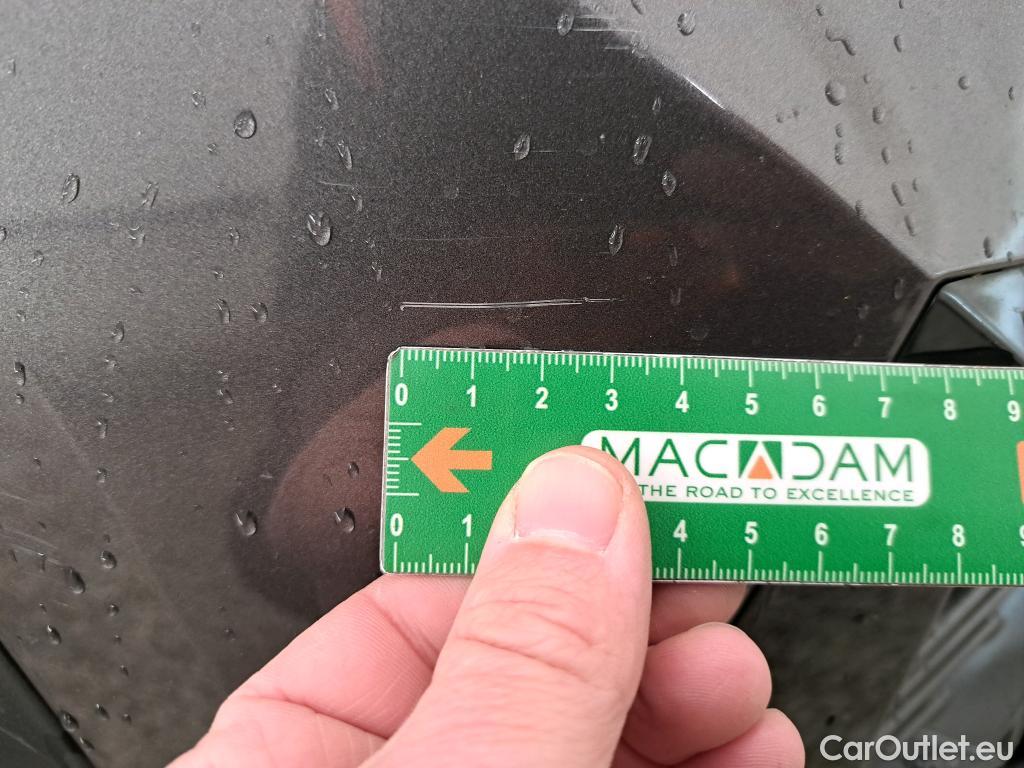 0 1 2 3 4 5 6 7 8 9
MACADAM
THE ROAD TO EXCELLENCE
0 1 4 5 6 7 8 9
CarOutlet.eu